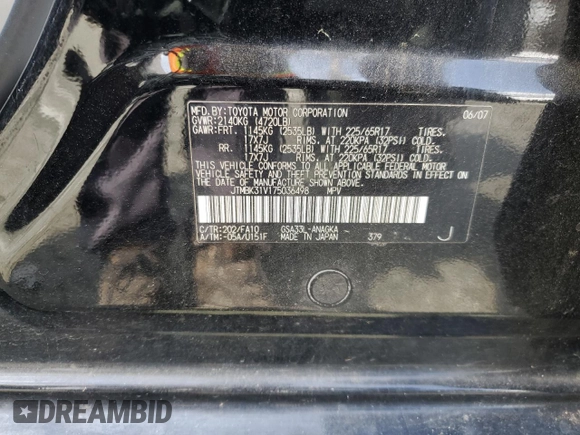 MFD.BY:TOYOTA MOTOR CORPORATION 06/07
GVWR:2140KG (4720LB)
GAWR:FRT. 1145KG (2535LB) WITH 225/65R17 TIRES.
17X7J RIMS. AT 220KPA (32PSI) COLD.
RR. 1145KG (2535LB) WITH 225/65R17 TIRES.
17X7J RIMS. AT 220KPA (32PSI) COLD.
THIS VEHICLE CONFORMS TO ALL APPLICABLE FEDERAL MOTOR
VEHICLE SAFETY AND BUMPER STANDARDS IN EFFECT ON THE
DATE OF MANUFACTURE SHOWN ABOVE.
JTMBK31V175036498 MPV
C/TR:202/FA10 GSA33L-ANAGKA
A/TM:-05A/U151F MADE IN JAPAN 379 J
DREAMBID